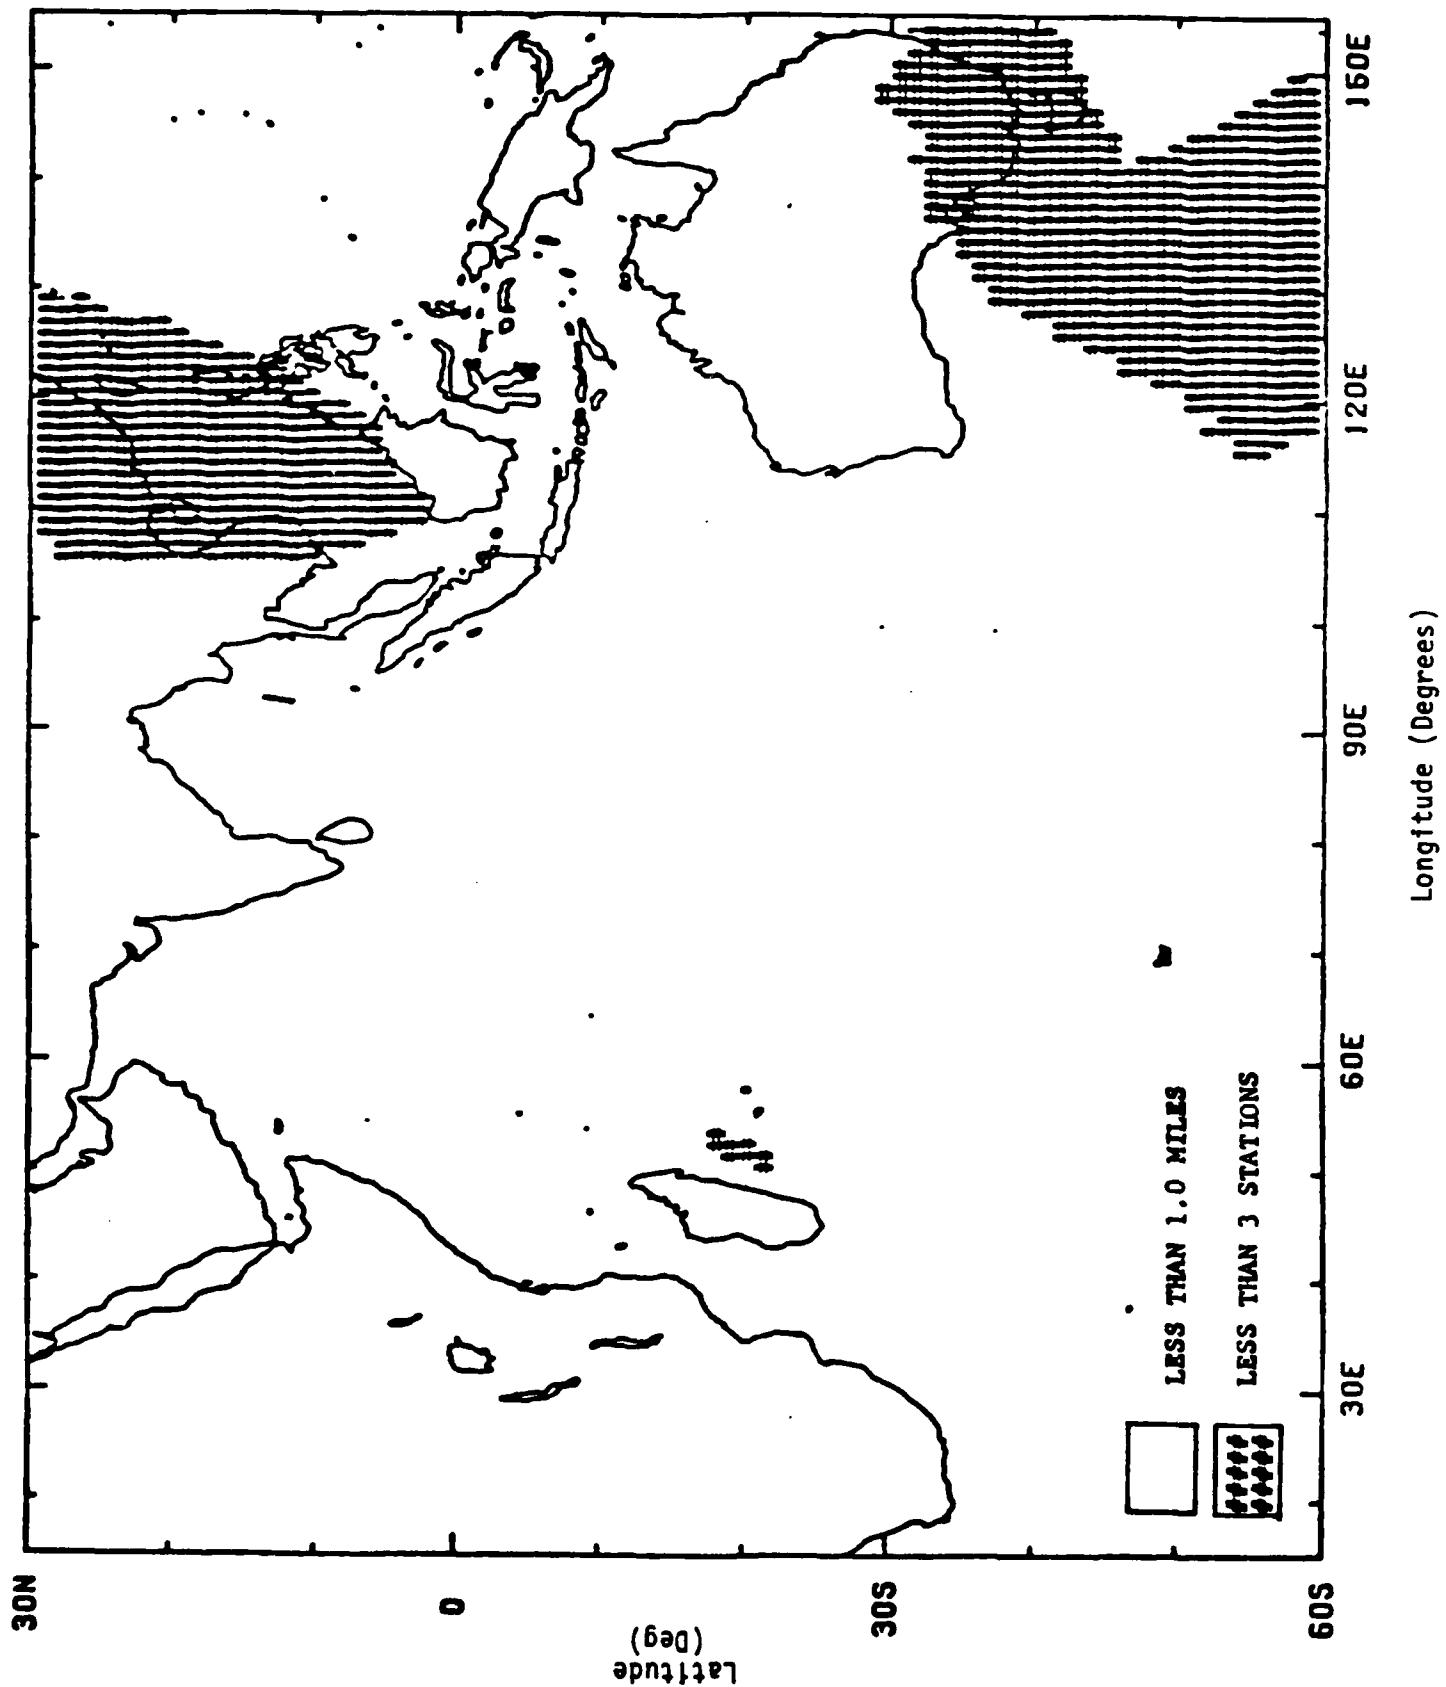 30N
0
30S
60S
Latitude
(Deg)
LESS THAN 1.0 MILES
LESS THAN 3 STATIONS
30E
60E
90E
120E
150E
Longitude (Degrees)